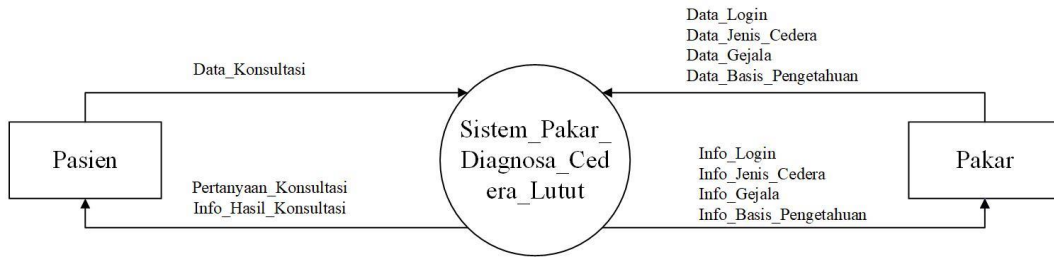 Data_Login
Data_Jenis_Cedera
Data_Gejala
Data_Basis_Pengetahuan
Data_Konsultasi
Pasien
Sistem_Pakar_
Diagnosa_Ced
era_Lutut
Pakar
Pertanyaan_Konsultasi
Info_Hasil_Konsultasi
Info_Login
Info_Jenis_Cedera
Info_Gejala
Info_Basis_Pengetahuan